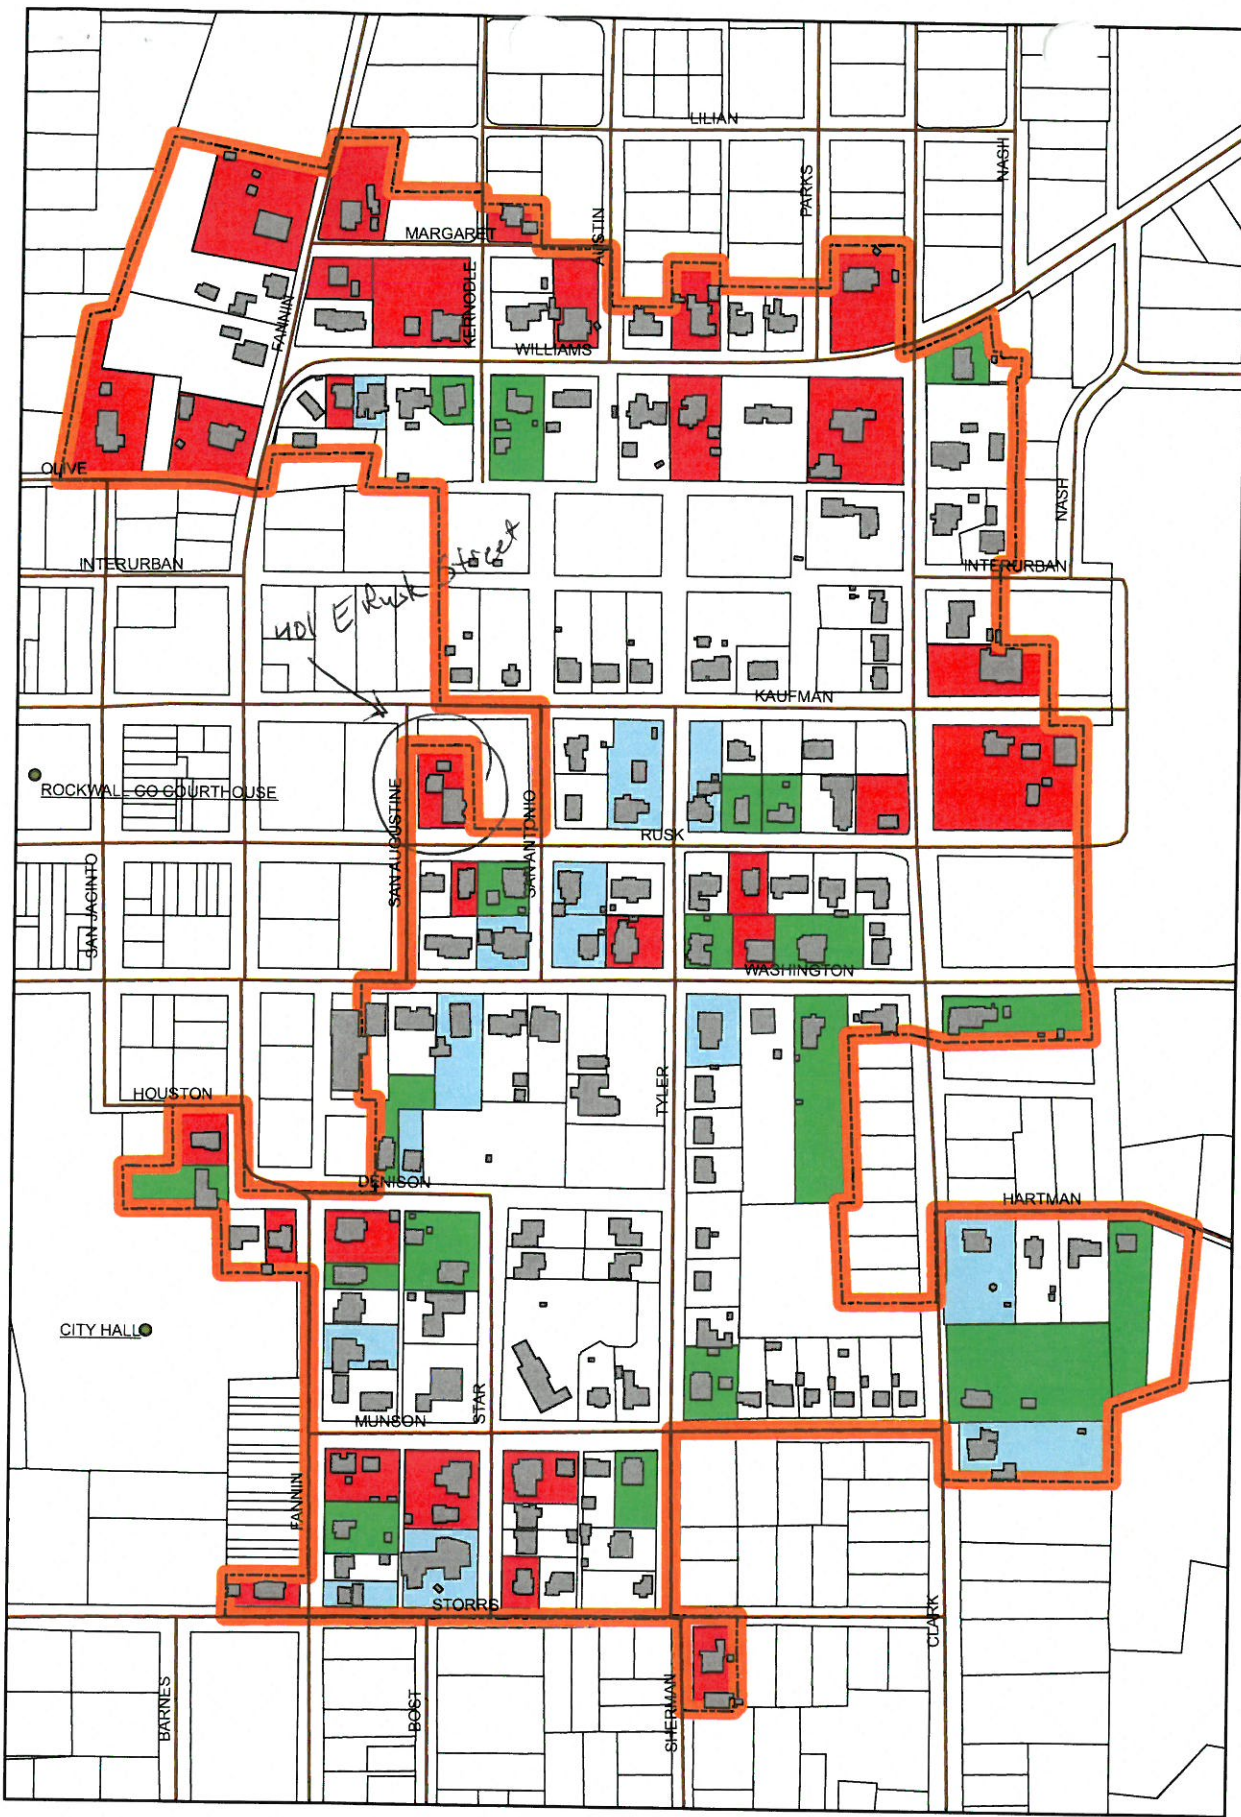 LILIAN
NASH
PARKS
MARGARET
AUSTIN
KERNODLE
FANNIN
WILLIAMS
OLIVE
NASH
INTERURBAN
INTERURBAN
401 E Rusk Street
KAUFMAN
ROCKWALL CO COURTHOUSE
SAN AUGUSTINE
SAN ANTONIO
RUSK
SAN JACINTO
WASHINGTON
HOUSTON
TYLER
DENISON
HARTMAN
CITY HALL
MUNSON
STAR
FANNIN
STORRS
CLARK
BARNES
BOST
SHERMAN